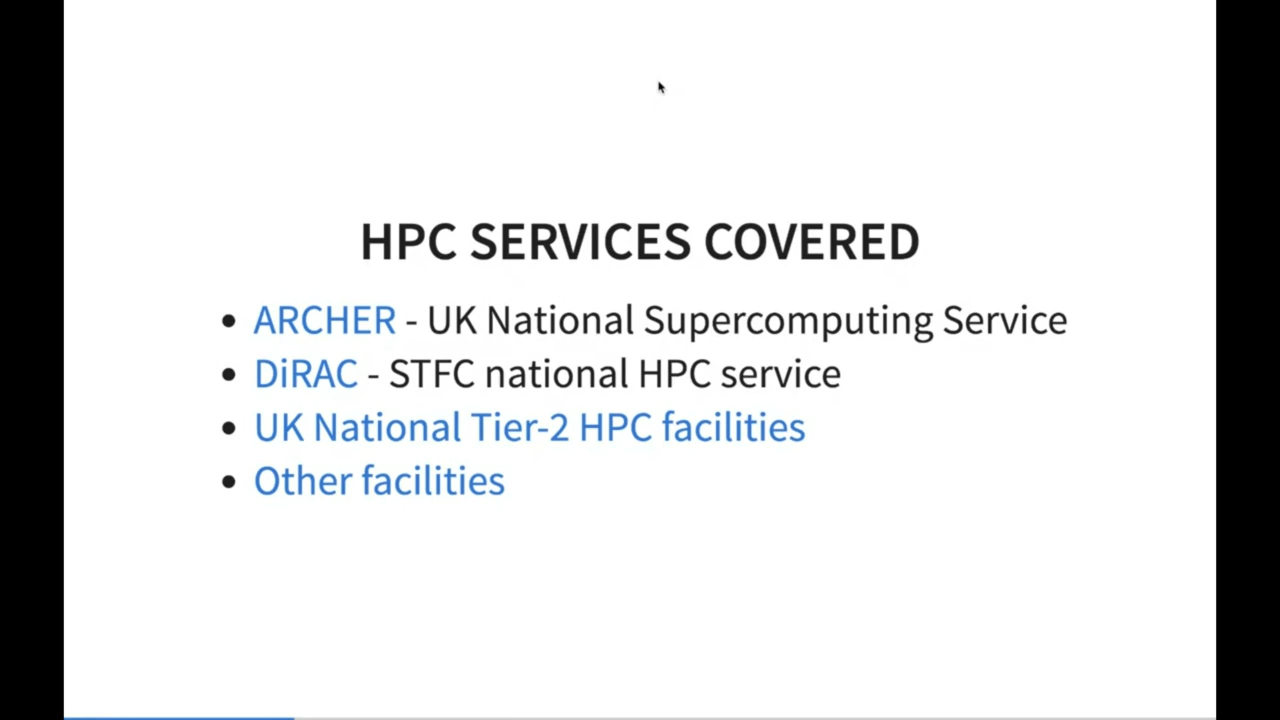 HPC SERVICES COVERED
ARCHER - UK National Supercomputing Service
DiRAC - STFC national HPC service
UK National Tier-2 HPC facilities
Other facilities